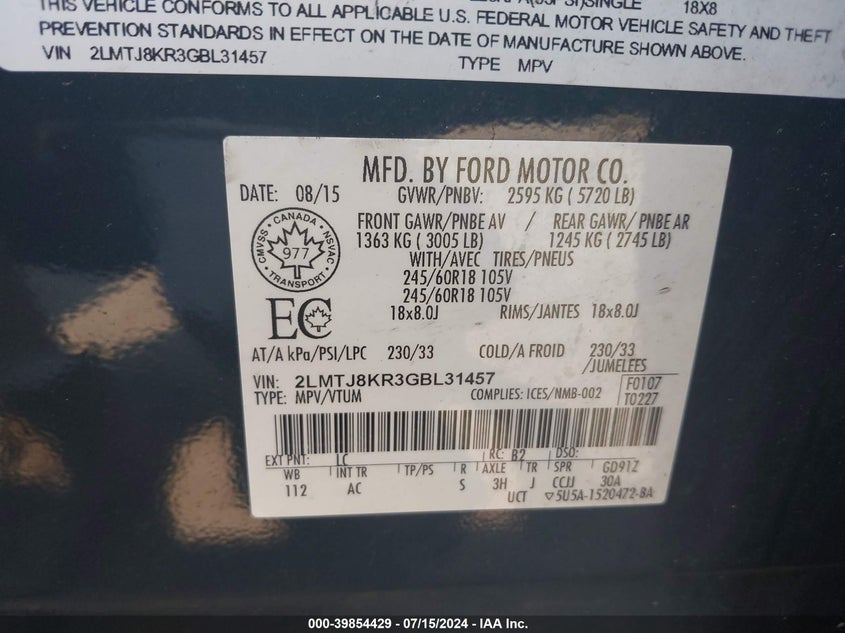 THIS VEHICLE CONFORMS TO ALL APPLICABLE U.S. FEDERAL MOTOR VEHICLE SAFETY AND THEFT
SINGLE 18X8
PREVENTION STANDARDS IN EFFECT ON THE DATE OF MANUFACTURE SHOWN ABOVE.
VIN 2LMTJ8KR3GBL31457 TYPE MPV
MFD. BY FORD MOTOR CO.
DATE: 08/15 GVWR/PNBV: 2595 KG ( 5720 LB)
FRONT GAWR/PNBE AV / REAR GAWR/ PNBE AR
1363 KG ( 3005 LB) 1245 KG ( 2745 LB)
WITH/AVEC TIRES/PNEUS
245/60R18 105V
245/60R18 105V
18x8.0J RIMS/JANTES 18x8.0J
CMVSS • CANADA • NSVAC • TRANSPORT •
977
EC
AT/A kPa/PSI/LPC 230/33 COLD/A FROID 230/33
/JUMELEES
VIN: 2LMTJ8KR3GBL31457 F0107
TYPE: MPV/VTUM COMPLIES: ICES/NMB-002 T0227
EXT PNT: LC RC: B2 DSO:
WB INT TR TP/PS R AXLE TR SPR GD91Z
112 AC S 3H J CCJJ 30A
UCT ▽5U5A-1520472-BA
000-39854429 - 07/15/2024 - IAA Inc.